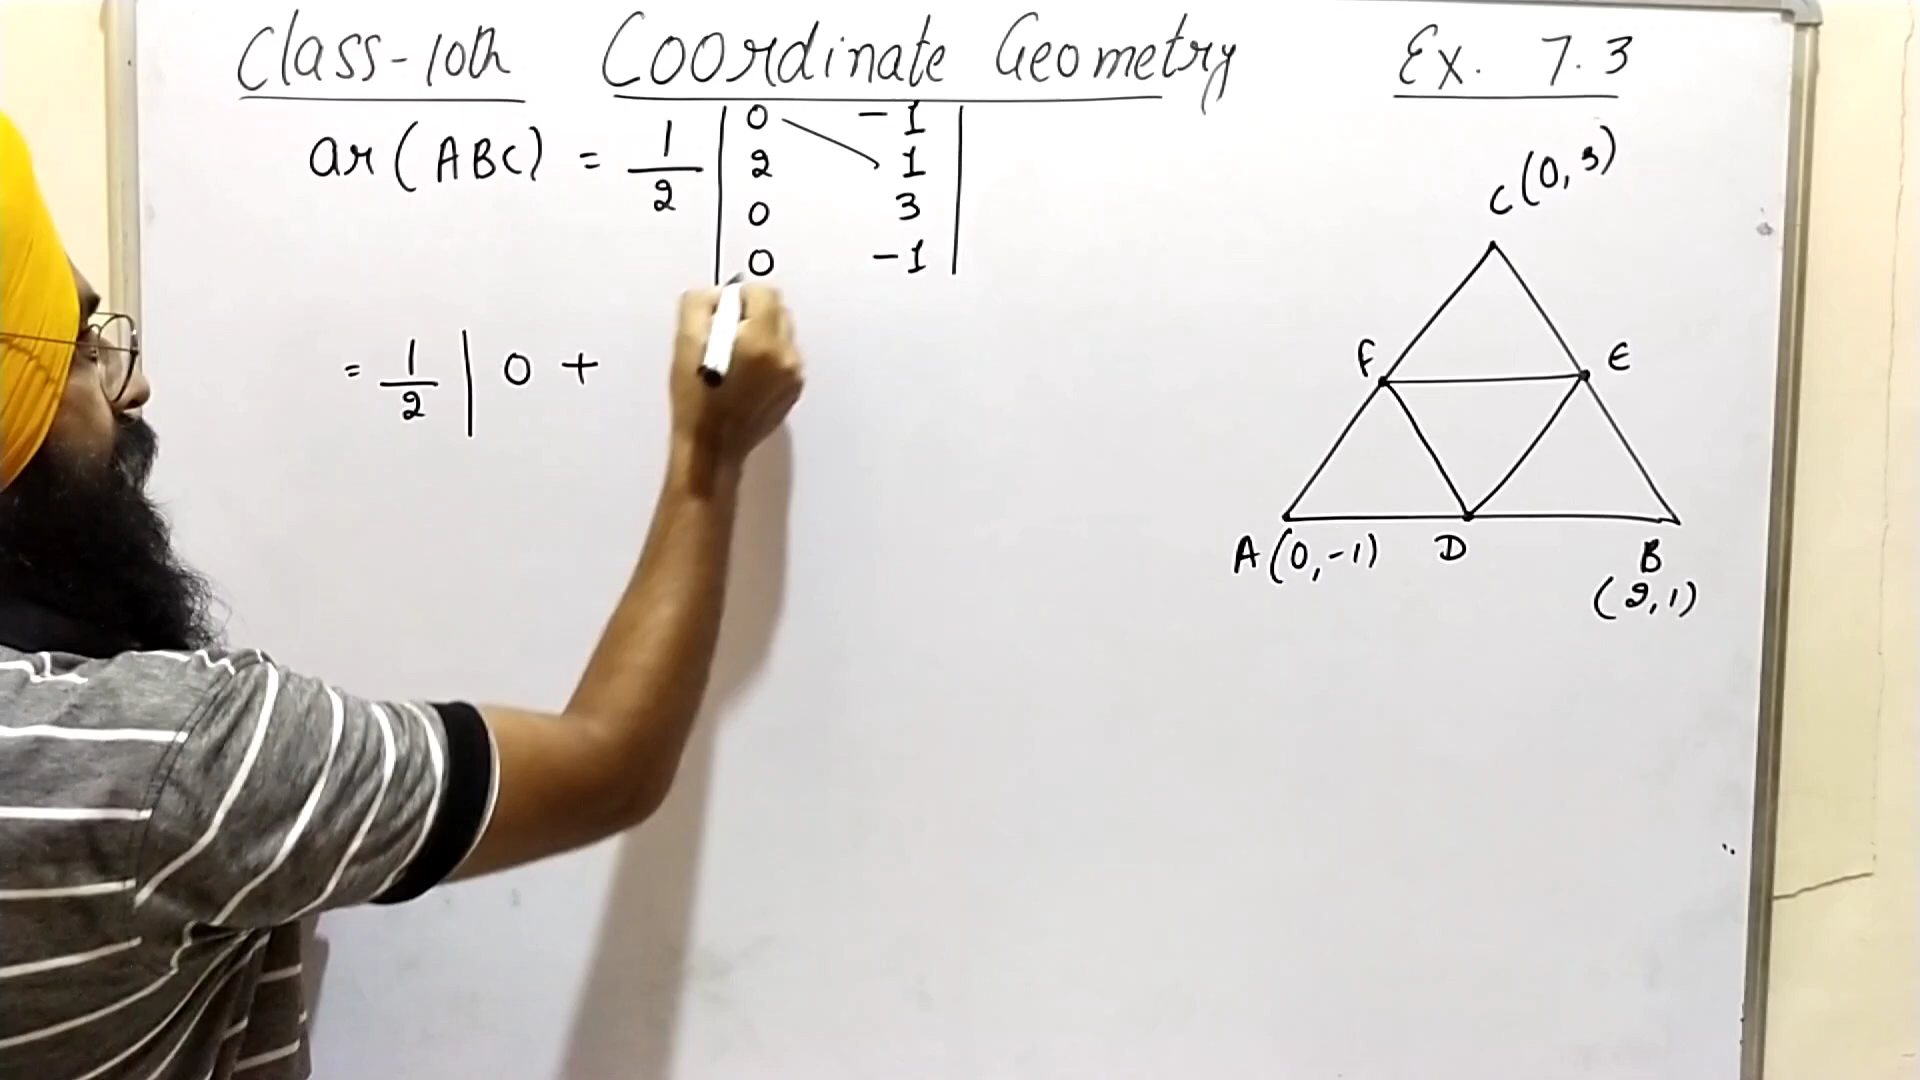 Class-10th Coordinate Geometry Ex. 7.3
ar(ABC) = 1/2 | 0 -1 |
2 1
0 3
0 -1
= 1/2 | 0 +
C(0,3)
F E
A(0,-1) D B
(2,1)